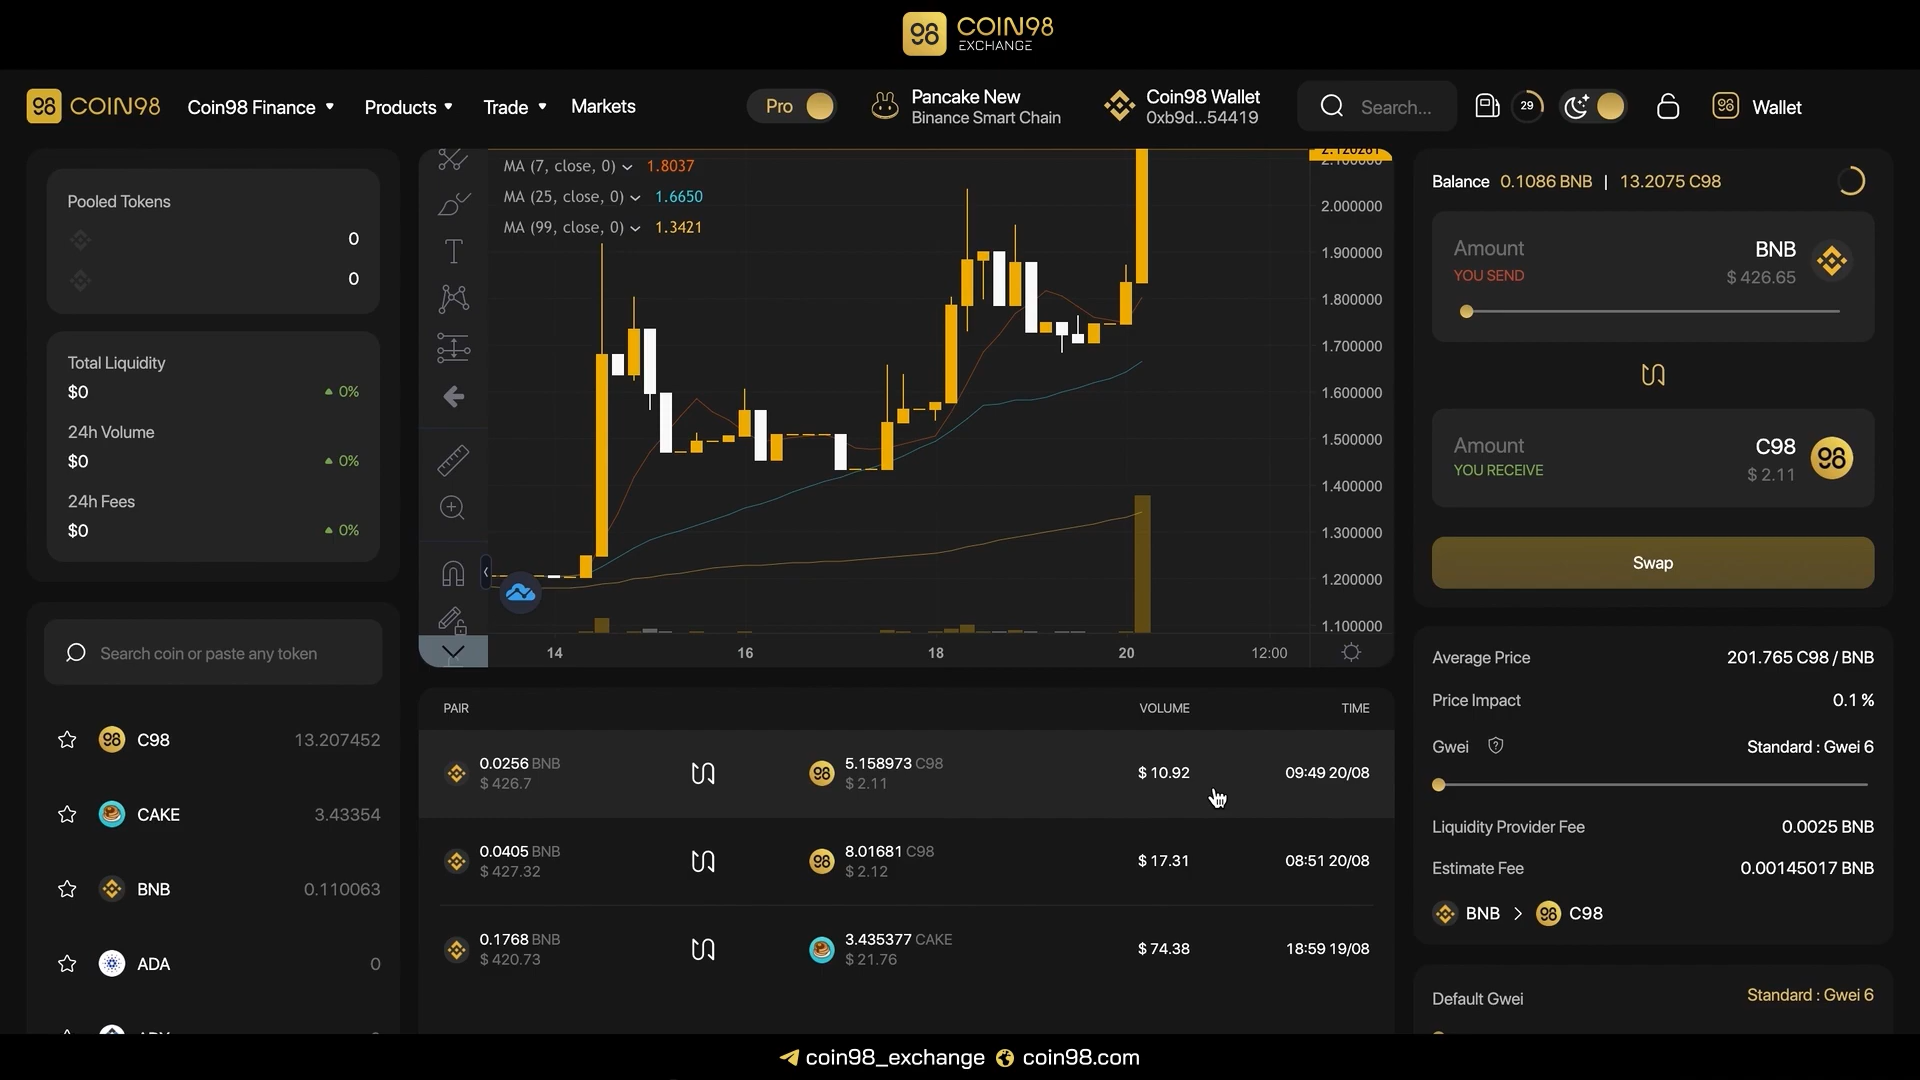 COIN98
EXCHANGE
COIN98
Coin98 Finance
Products
Trade
Markets
Pro
Pancake New
Binance Smart Chain
Coin98 Wallet
0xb9d...54419
Search...
29
Wallet
Pooled Tokens
0
0
Total Liquidity
$0
0%
24h Volume
$0
0%
24h Fees
$0
0%
Search coin or paste any token
C98 13.207452
CAKE 3.43354
BNB 0.110063
ADA 0
MA (7, close, 0) 1.8037
MA (25, close, 0) 1.6650
MA (99, close, 0) 1.3421
2.100000
2.000000
1.900000
1.800000
1.700000
1.600000
1.500000
1.400000
1.300000
1.200000
1.100000
14 16 18 20 12:00
PAIR VOLUME TIME
0.0256 BNB 5.158973 C98 $ 10.92 09:49 20/08
$ 426.7 $ 2.11
0.0405 BNB 8.01681 C98 $ 17.31 08:51 20/08
$ 427.32 $ 2.12
0.1768 BNB 3.435377 CAKE $ 74.38 18:59 19/08
$ 420.73 $ 21.76
Balance 0.1086 BNB | 13.2075 C98
Amount BNB
YOU SEND $ 426.65
Amount C98
YOU RECEIVE $ 2.11
Swap
Average Price 201.765 C98 / BNB
Price Impact 0.1 %
Gwei Standard : Gwei 6
Liquidity Provider Fee 0.0025 BNB
Estimate Fee 0.00145017 BNB
BNB > C98
Default Gwei Standard : Gwei 6
coin98_exchange coin98.com